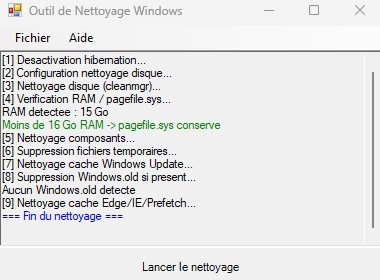 Outil de Nettoyage Windows
Fichier Aide
[1] Desactivation hibernation...
[2] Configuration nettoyage disque...
[3] Nettoyage disque (cleanmgr)...
[4] Verification RAM / pagefile.sys...
RAM detectee : 15 Go
Moins de 16 Go RAM -> pagefile.sys conserve
[5] Nettoyage composants...
[6] Suppression fichiers temporaires...
[7] Nettoyage cache Windows Update...
[8] Suppression Windows.old si present...
Aucun Windows.old detecte
[9] Nettoyage cache Edge/IE/Prefetch...
=== Fin du nettoyage ===
Lancer le nettoyage